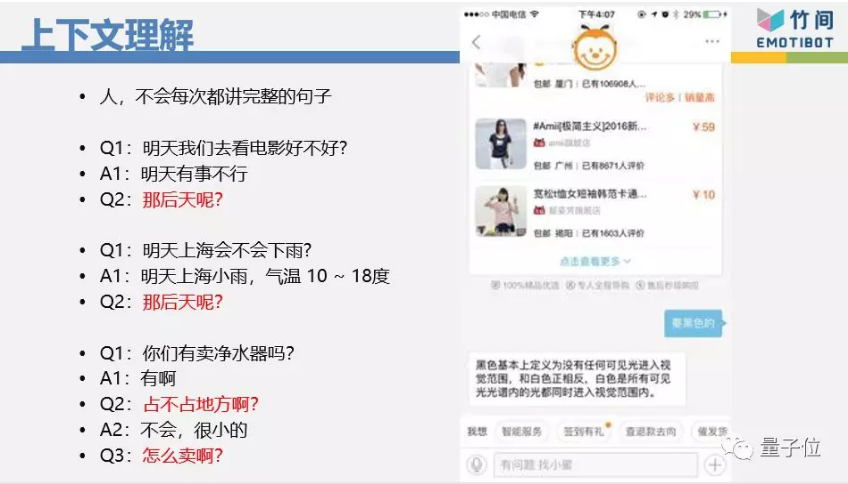 上下文理解
竹间
EMOTIBOT
• 人，不会每次都讲完整的句子
• Q1：明天我们去看电影好不好?
• A1：明天有事不行
• Q2：那后天呢?
• Q1：明天上海会不会下雨?
• A1：明天上海小雨，气温 10 ~ 18度
• Q2：那后天呢?
• Q1：你们有卖净水器吗?
• A1：有啊
• Q2：占不占地方啊?
• A2：不会，很小的
• Q3：怎么卖啊?
中国电信
下午4:07
29%
包邮 厦门 | 已有106908人...
评论多 | 销量高
#Amii[极简主义]2016新...
¥59
amii旗舰店
包邮 广州 | 已有8671人评价
宽松t恤女短袖韩范卡通...
¥10
旗舰店
包邮 揭阳 | 已有1603人评价
点击查看更多
100%精品优选 专人全程导购 售后秒级响应
要黑色的
黑色基本上定义为没有任何可见光进入视
觉范围，和白色正相反，白色是所有可见
光光谱内的光都同时进入视觉范围内。
我想 智能服务 签到有礼 查退款去向 催发货
有问题 找小蜜
量子位